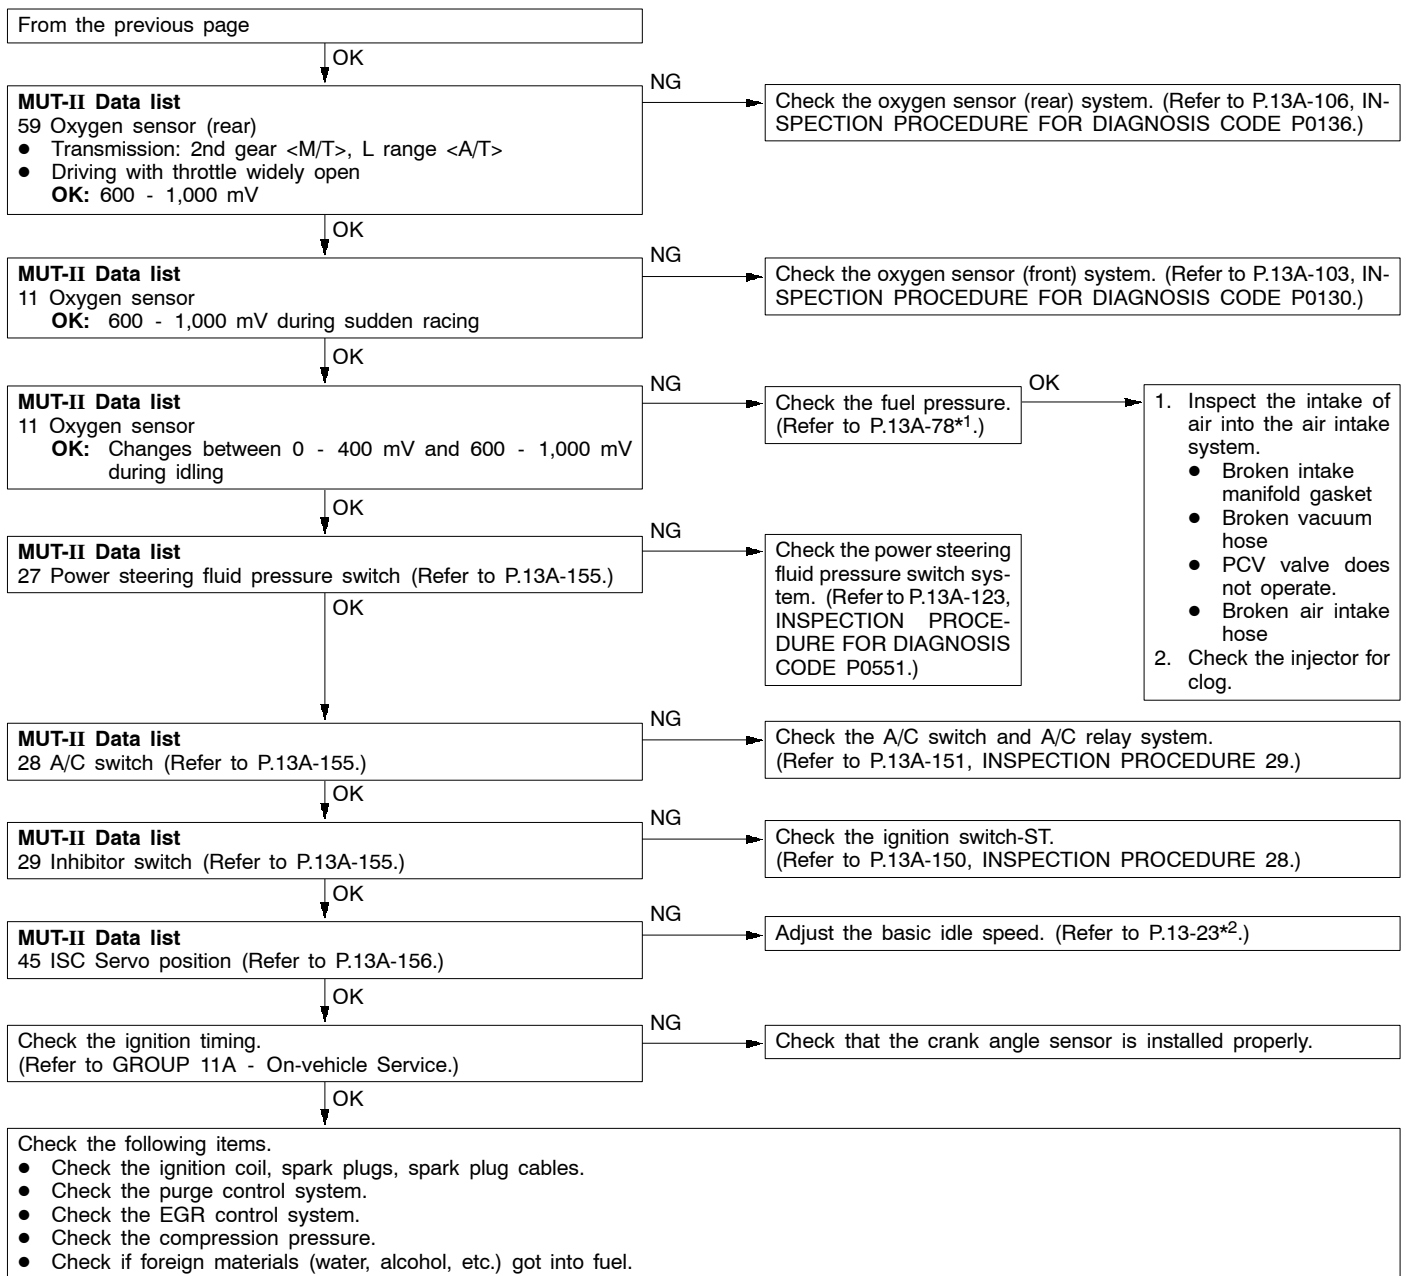 From the previous page
OK
MUT-II Data list
59 Oxygen sensor (rear)
● Transmission: 2nd gear <M/T>, L range <A/T>
● Driving with throttle widely open
OK: 600 - 1,000 mV
NG
Check the oxygen sensor (rear) system. (Refer to P.13A-106, IN-
SPECTION PROCEDURE FOR DIAGNOSIS CODE P0136.)
OK
MUT-II Data list
11 Oxygen sensor
OK: 600 - 1,000 mV during sudden racing
NG
Check the oxygen sensor (front) system. (Refer to P.13A-103, IN-
SPECTION PROCEDURE FOR DIAGNOSIS CODE P0130.)
OK
MUT-II Data list
11 Oxygen sensor
OK: Changes between 0 - 400 mV and 600 - 1,000 mV
during idling
NG
Check the fuel pressure.
(Refer to P.13A-78*1.)
OK
1. Inspect the intake of
air into the air intake
system.
● Broken intake
manifold gasket
● Broken vacuum
hose
● PCV valve does
not operate.
● Broken air intake
hose
2. Check the injector for
clog.
OK
MUT-II Data list
27 Power steering fluid pressure switch (Refer to P.13A-155.)
NG
Check the power steering
fluid pressure switch sys-
tem. (Refer to P.13A-123,
INSPECTION PROCE-
DURE FOR DIAGNOSIS
CODE P0551.)
OK
MUT-II Data list
28 A/C switch (Refer to P.13A-155.)
NG
Check the A/C switch and A/C relay system.
(Refer to P.13A-151, INSPECTION PROCEDURE 29.)
OK
MUT-II Data list
29 Inhibitor switch (Refer to P.13A-155.)
NG
Check the ignition switch-ST.
(Refer to P.13A-150, INSPECTION PROCEDURE 28.)
OK
MUT-II Data list
45 ISC Servo position (Refer to P.13A-156.)
NG
Adjust the basic idle speed. (Refer to P.13-23*2.)
OK
Check the ignition timing.
(Refer to GROUP 11A - On-vehicle Service.)
NG
Check that the crank angle sensor is installed properly.
OK
Check the following items.
● Check the ignition coil, spark plugs, spark plug cables.
● Check the purge control system.
● Check the EGR control system.
● Check the compression pressure.
● Check if foreign materials (water, alcohol, etc.) got into fuel.